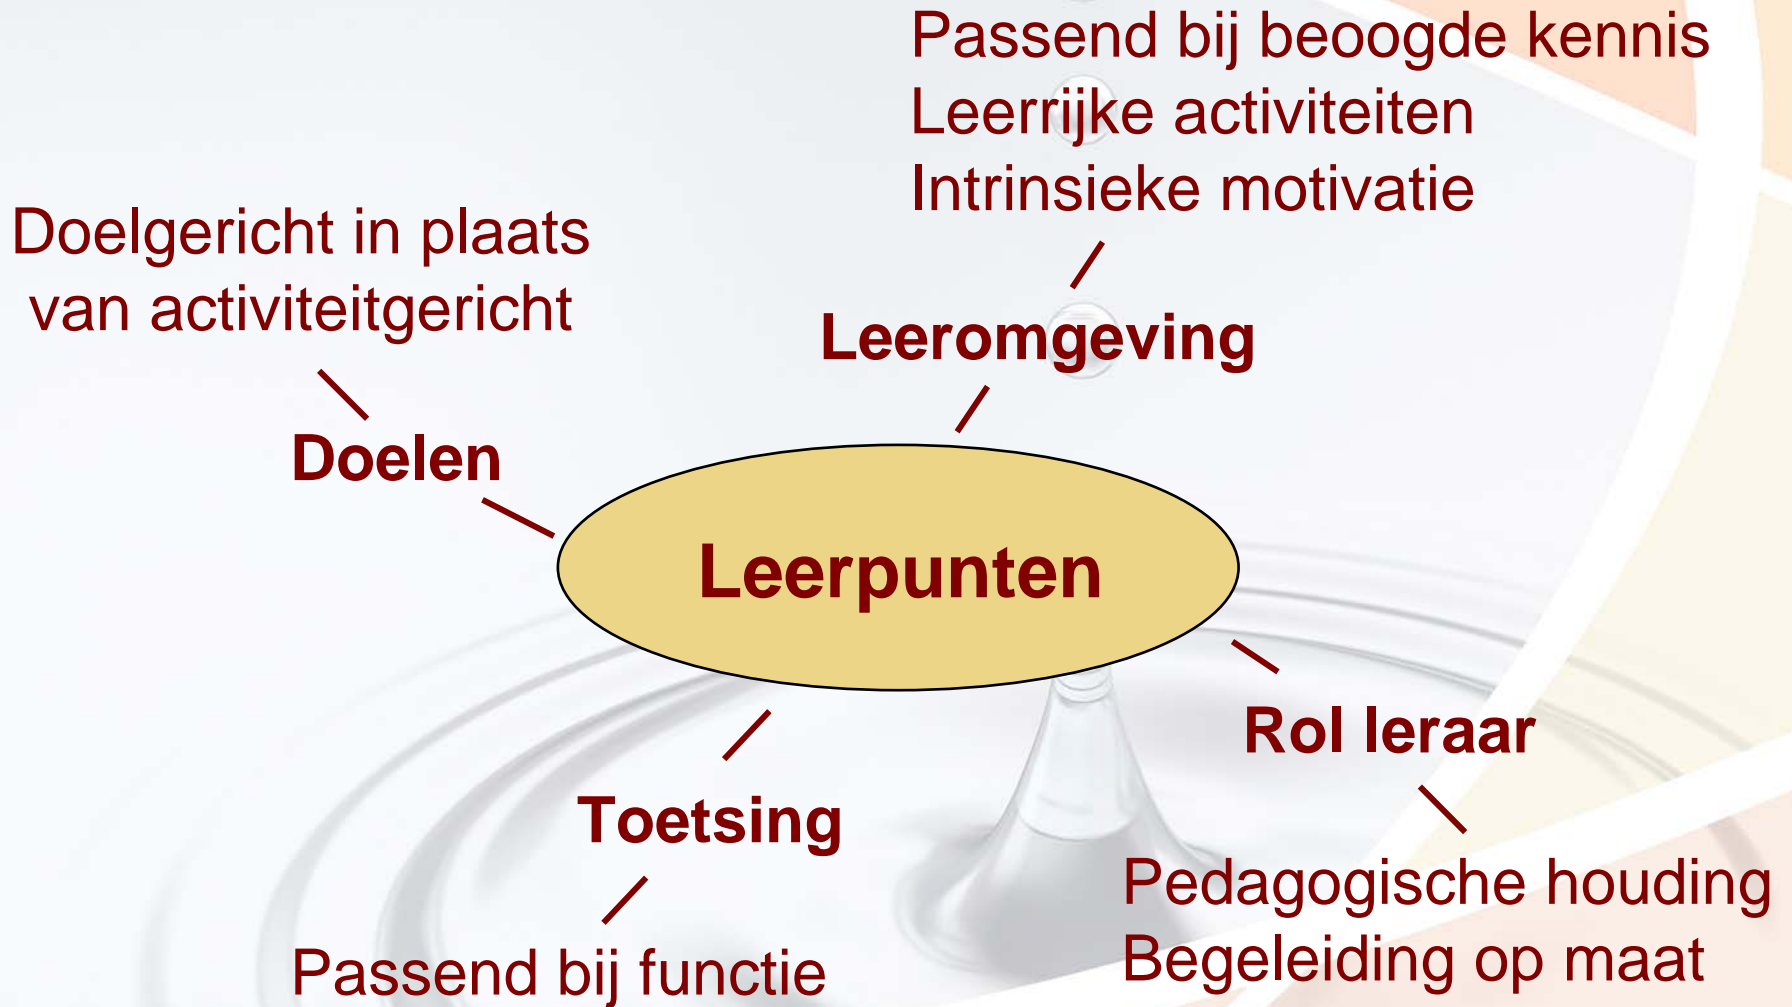 Passend bij beoogde kennis
Leerrijke activiteiten
Intrinsieke motivatie
Doelgericht in plaats
van activiteitgericht
Leeromgeving
Doelen
Leerpunten
Rol leraar
Toetsing
Pedagogische houding
Begeleiding op maat
Passend bij functie